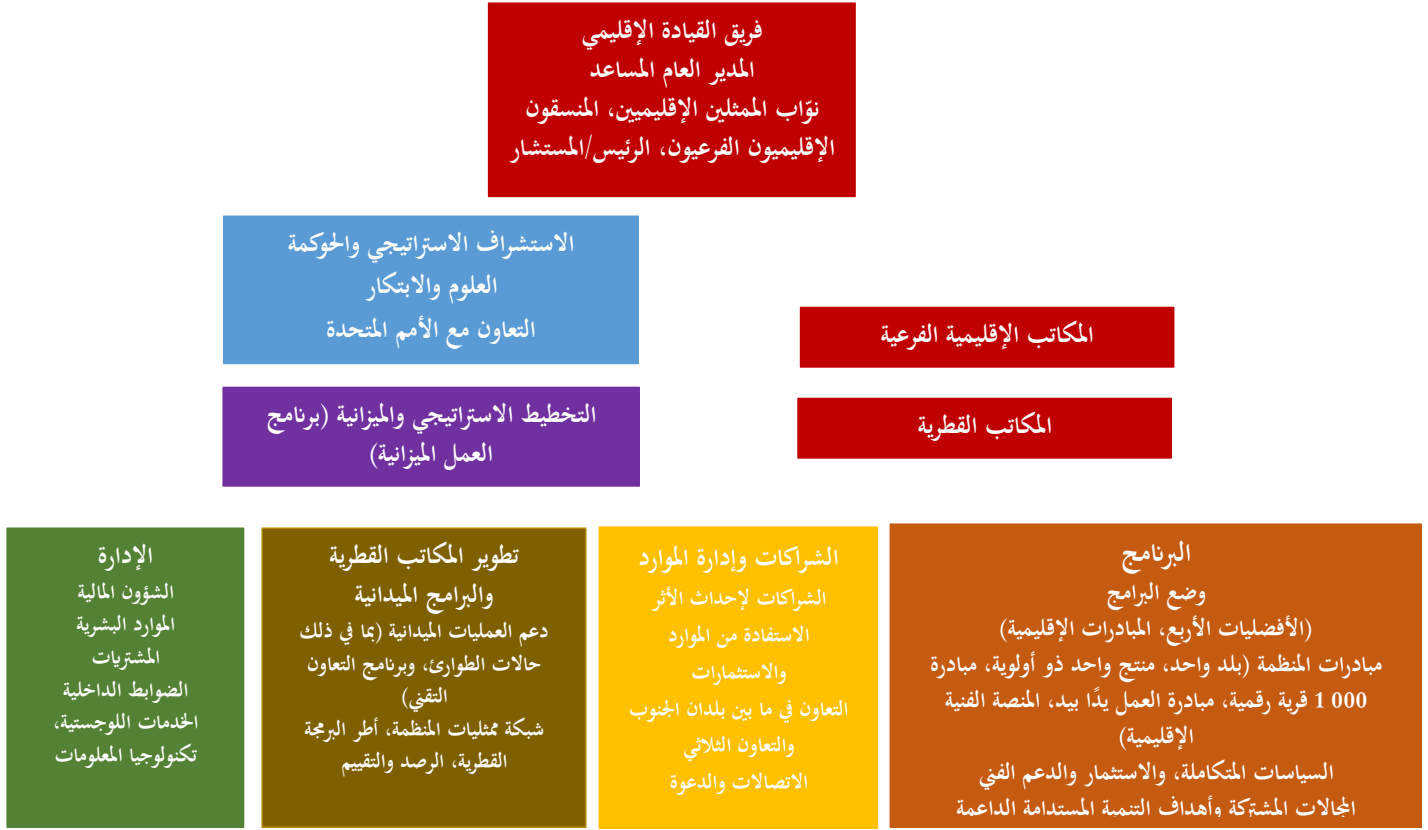 فريق القيادة الإقليمي
المدير العام المساعد
نوّاب الممثلين الإقليميين، المنسقون
الإقليميون الفرعيون، الرئيس/المستشار
الاستشراف الاستراتيجي والحوكمة
العلوم والابتكار
التعاون مع الأمم المتحدة
المكاتب الإقليمية الفرعية
التخطيط الاستراتيجي والميزانية (برنامج
العمل الميزانية)
المكاتب القطرية
البرنامج
وضع البرامج
(الأفضليات الأربع، المبادرات الإقليمية)
مبادرات المنظمة (بلد واحد، منتج واحد ذو أولوية، مبادرة
1 000 قرية رقمية، مبادرة العمل يدًا بيد، المنصة الفنية
الإقليمية)
السياسات المتكاملة، والاستثمار والدعم الفني
المجالات المشتركة وأهداف التنمية المستدامة الداعمة
الشراكات وإدارة الموارد
الشراكات لإحداث الأثر
الاستفادة من الموارد
والاستثمارات
التعاون في ما بين بلدان الجنوب
والتعاون الثلاثي
الاتصالات والدعوة
تطوير المكاتب القطرية
والبرامج الميدانية
دعم العمليات الميدانية (بما في ذلك
حالات الطوارئ، وبرنامج التعاون
التقني)
شبكة ممثليات المنظمة، أطر البرمجة
القطرية، الرصد والتقييم
الإدارة
الشؤون المالية
الموارد البشرية
المشتريات
الضوابط الداخلية
الخدمات اللوجستية،
تكنولوجيا المعلومات